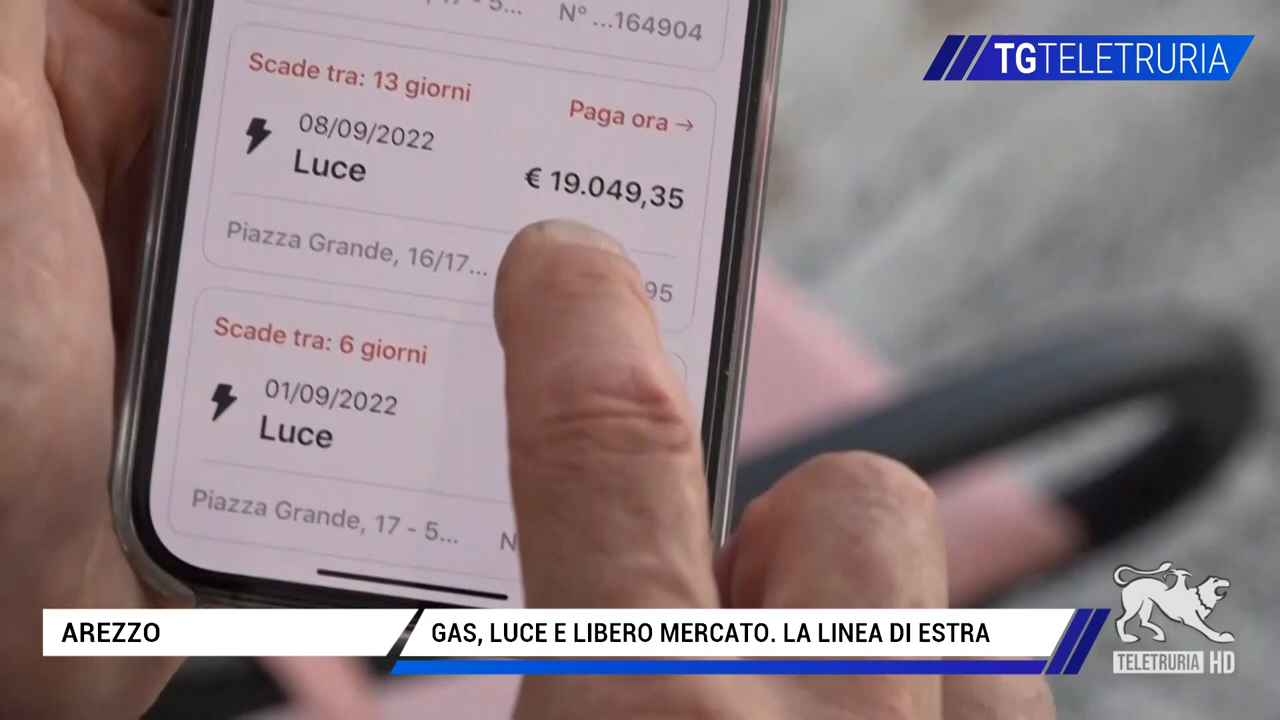 N° ...164904
TGTELETRURIA
Scade tra: 13 giorni
Paga ora →
08/09/2022
Luce
€ 19.049,35
Piazza Grande, 16/17...
95
Scade tra: 6 giorni
01/09/2022
Luce
Piazza Grande, 17 - 5...
N
AREZZO
GAS, LUCE E LIBERO MERCATO. LA LINEA DI ESTRA
TELETRURIA HD